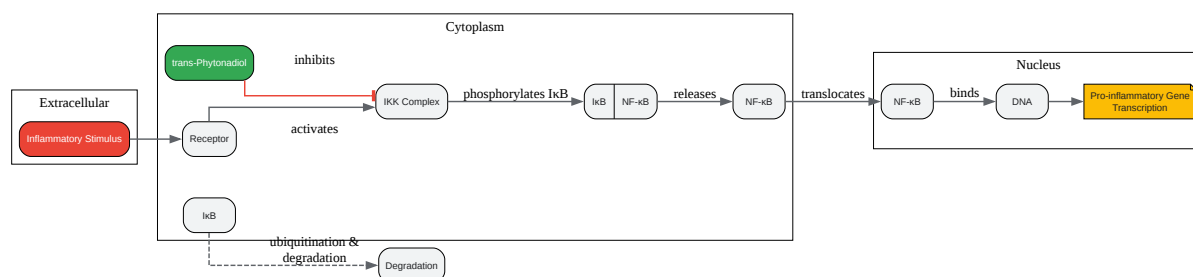 Extracellular
Inflammatory Stimulus
Cytoplasm
trans-Phytonadiol
inhibits
activates
Receptor
IKK Complex
phosphorylates IκB
IκB
NF-κB
releases
NF-κB
translocates
Nucleus
NF-κB
binds
DNA
Pro-inflammatory Gene
Transcription
IκB
ubiquitination &
degradation
Degradation